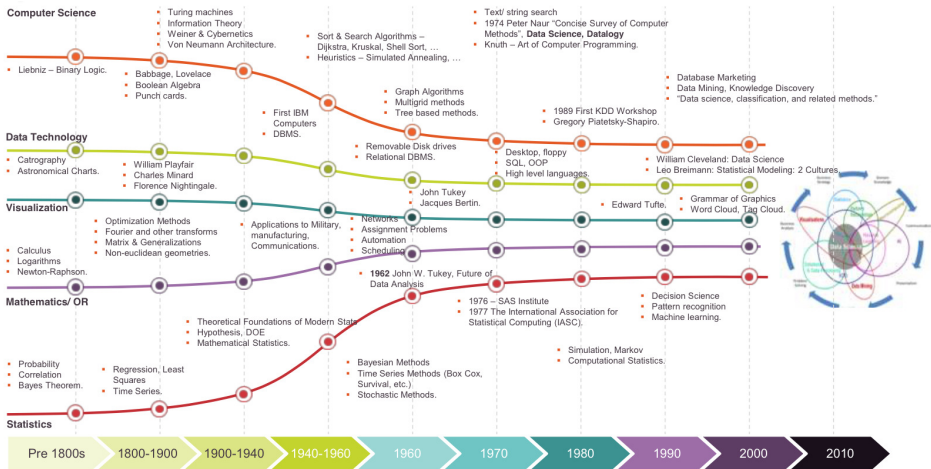 Computer Science
Turing machines
Information Theory
Weiner & Cybernetics
Von Neumann Architecture.
Sort & Search Algorithms –
Dijkstra, Kruskal, Shell Sort, …
Heuristics – Simulated Annealing, …
Text/ string search
1974 Peter Naur "Concise Survey of Computer
Methods", Data Science, Datalogy
Knuth – Art of Computer Programming.
Liebniz – Binary Logic.
Babbage, Lovelace
Boolean Algebra
Punch cards.
First IBM
Computers
DBMS.
Graph Algorithms
Multigrid methods
Tree based methods.
1989 First KDD Workshop
Gregory Piatetsky-Shapiro.
Database Marketing
Data Mining, Knowledge Discovery
"Data science, classification, and related methods."
Data Technology
Catrography
Astronomical Charts.
William Playfair
Charles Minard
Florence Nightingale.
Removable Disk drives
Relational DBMS.
Desktop, floppy
SQL, OOP
High level languages.
William Cleveland: Data Science
Leo Breimann: Statistical Modeling: 2 Cultures.
John Tukey
Jacques Bertin.
Edward Tufte.
Grammar of Graphics
Word Cloud, Tag Cloud.
Visualization
Optimization Methods
Fourier and other transforms
Matrix & Generalizations
Non-euclidean geometries.
Applications to Military,
manufacturing,
Communications.
Networks
Assignment Problems
Automation
Scheduling
Calculus
Logarithms
Newton-Raphson.
Mathematics/ OR
1962 John W. Tukey, Future of
Data Analysis
1976 – SAS Institute
1977 The International Association for
Statistical Computing (IASC).
Decision Science
Pattern recognition
Machine learning.
Theoretical Foundations of Modern Stats
Hypothesis, DOE
Mathematical Statistics.
Probability
Correlation
Bayes Theorem.
Regression, Least
Squares
Time Series.
Bayesian Methods
Time Series Methods (Box Cox,
Survival, etc.)
Stochastic Methods.
Simulation, Markov
Computational Statistics.
Statistics
Visualization
Data Science
Data Mining
Pre 1800s
1800-1900
1900-1940
1940-1960
1960
1970
1980
1990
2000
2010